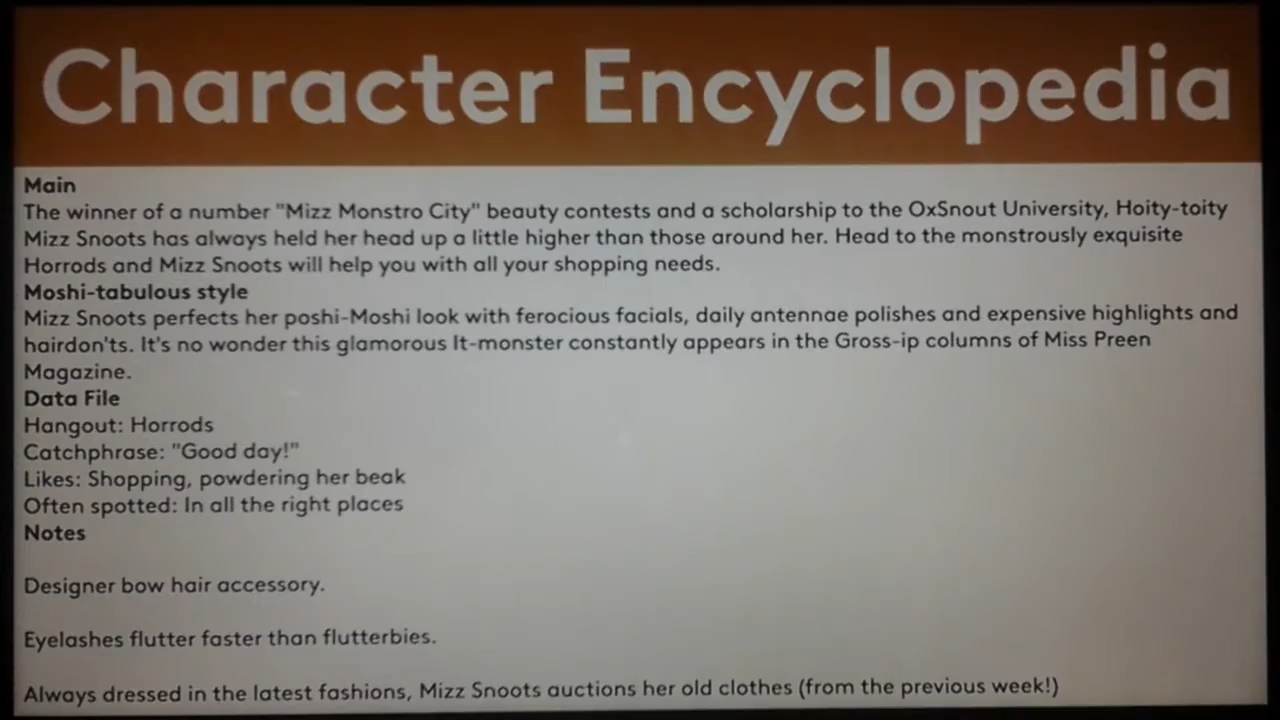 Character Encyclopedia
Main
The winner of a number "Mizz Monstro City" beauty contests and a scholarship to the OxSnout University, Hoity-toity
Mizz Snoots has always held her head up a little higher than those around her. Head to the monstrously exquisite
Horrods and Mizz Snoots will help you with all your shopping needs.
Moshi-tabulous style
Mizz Snoots perfects her poshi-Moshi look with ferocious facials, daily antennae polishes and expensive highlights and
hairdon'ts. It's no wonder this glamorous It-monster constantly appears in the Gross-ip columns of Miss Preen
Magazine.
Data File
Hangout: Horrods
Catchphrase: "Good day!"
Likes: Shopping, powdering her beak
Often spotted: In all the right places
Notes
Designer bow hair accessory.
Eyelashes flutter faster than flutterbies.
Always dressed in the latest fashions, Mizz Snoots auctions her old clothes (from the previous week!)